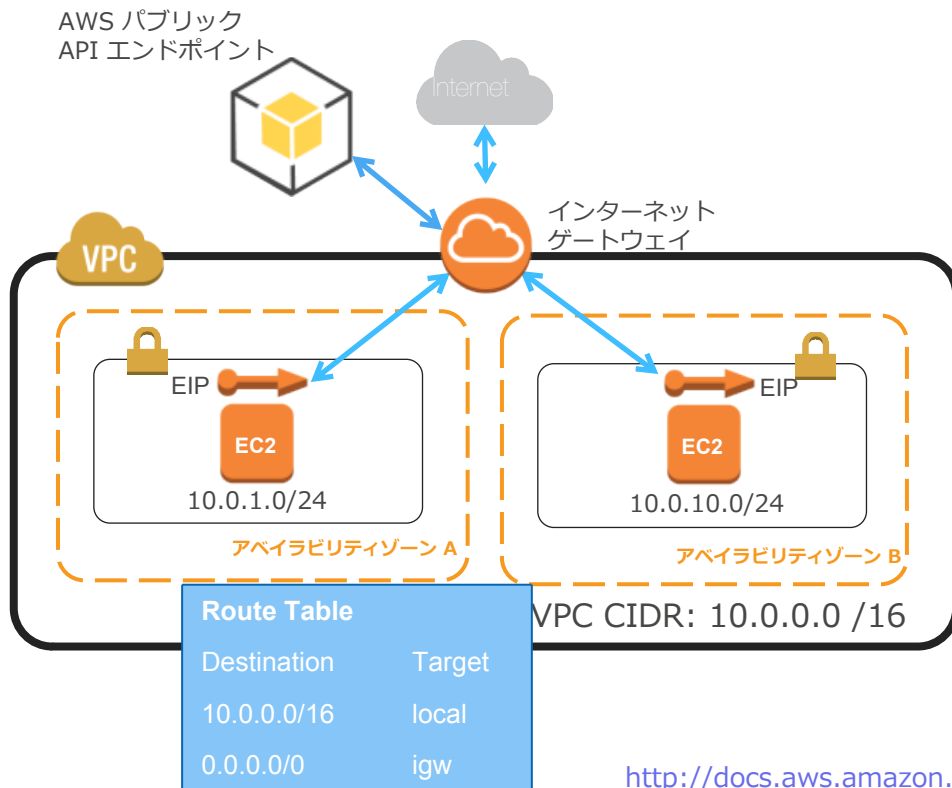 AWS パブリック
API エンドポイント
Internet
インターネット
ゲートウェイ
VPC
EIP
EC2
10.0.1.0/24
アベイラビリティゾーン A
EIP
EC2
10.0.10.0/24
アベイラビリティゾーン B
VPC CIDR: 10.0.0.0 /16
Route Table
Destination Target
10.0.0.0/16 local
0.0.0.0/0 igw
http://docs.aws.amazon.